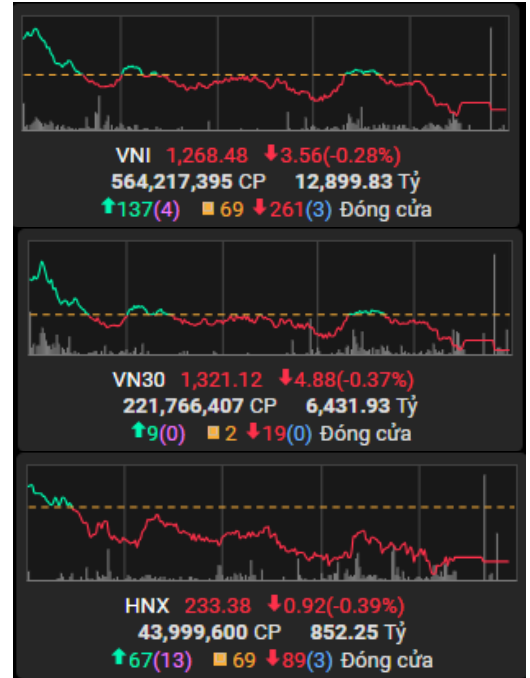 VNI 1,268.48 3.56(-0.28%)
564,217,395 CP 12,899.83 Tỷ
137(4) 69 261(3) Đóng cửa
VN30 1,321.12 4.88(-0.37%)
221,766,407 CP 6,431.93 Tỷ
9(0) 2 19(0) Đóng cửa
HNX 233.38 0.92(-0.39%)
43,999,600 CP 852.25 Tỷ
67(13) 69 89(3) Đóng cửa